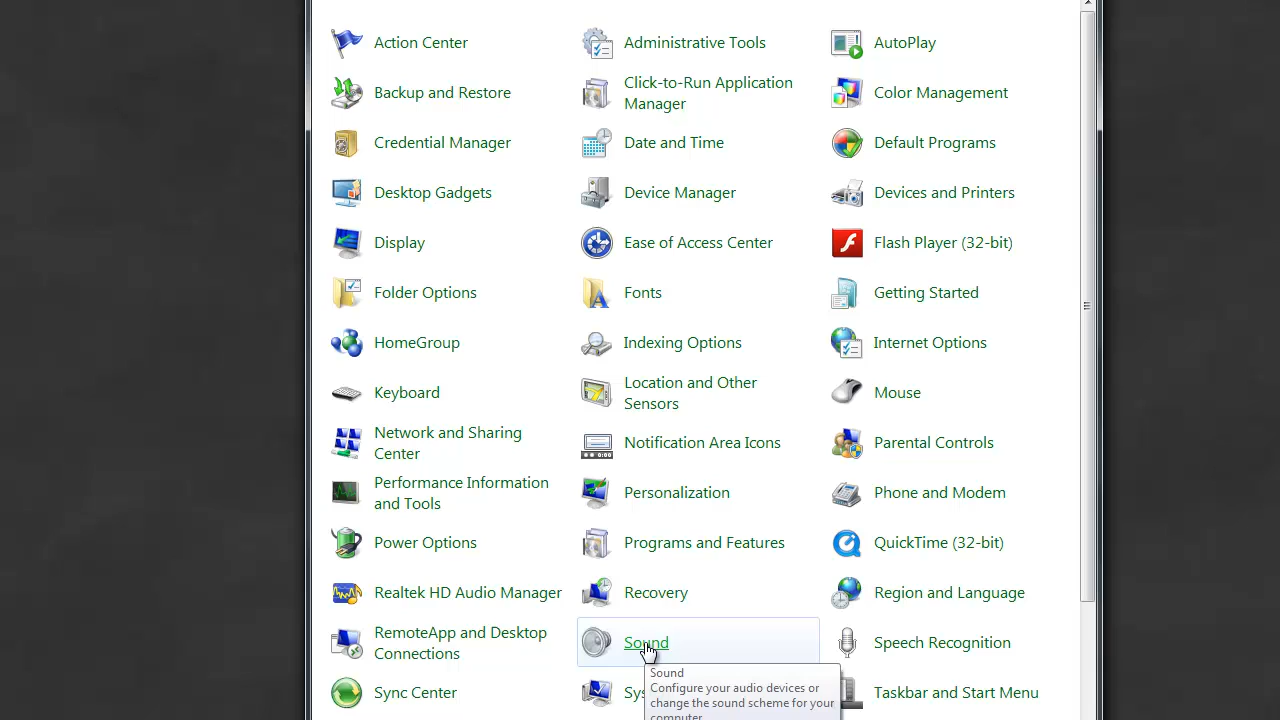 Action Center
Administrative Tools
AutoPlay
Backup and Restore
Click-to-Run Application
Manager
Color Management
Credential Manager
Date and Time
Default Programs
Desktop Gadgets
Device Manager
Devices and Printers
Display
Ease of Access Center
Flash Player (32-bit)
Folder Options
Fonts
Getting Started
HomeGroup
Indexing Options
Internet Options
Keyboard
Location and Other
Sensors
Mouse
Network and Sharing
Center
Notification Area Icons
Parental Controls
Performance Information
and Tools
Personalization
Phone and Modem
Power Options
Programs and Features
QuickTime (32-bit)
Realtek HD Audio Manager
Recovery
Region and Language
RemoteApp and Desktop
Connections
Sound
Speech Recognition
Sound
Configure your audio devices or
change the sound scheme for your
computer.
Sync Center
Taskbar and Start Menu